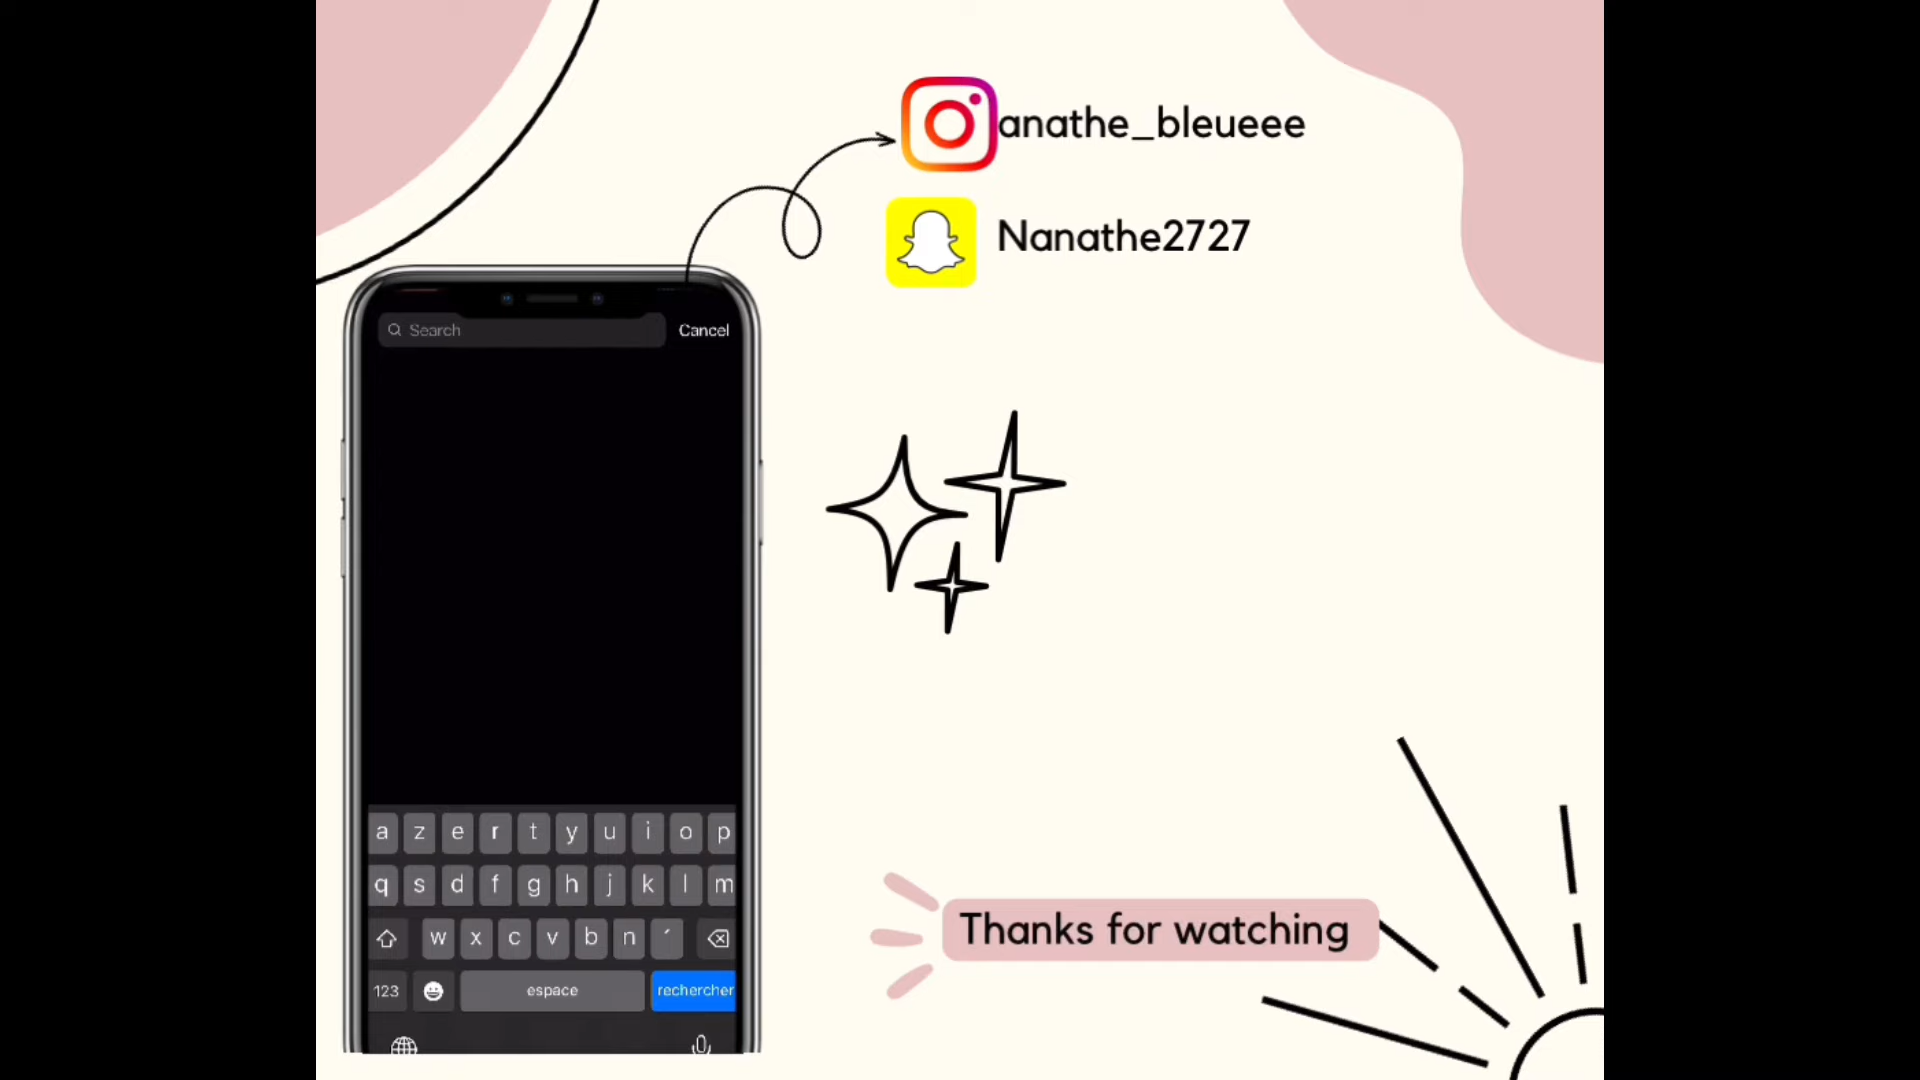 anathe_bleueee
Nanathe2727
Search Cancel
a z e r t y u i o p
q s d f g h j k l m
w x c v b n ´
123 espace rechercher
Thanks for watching